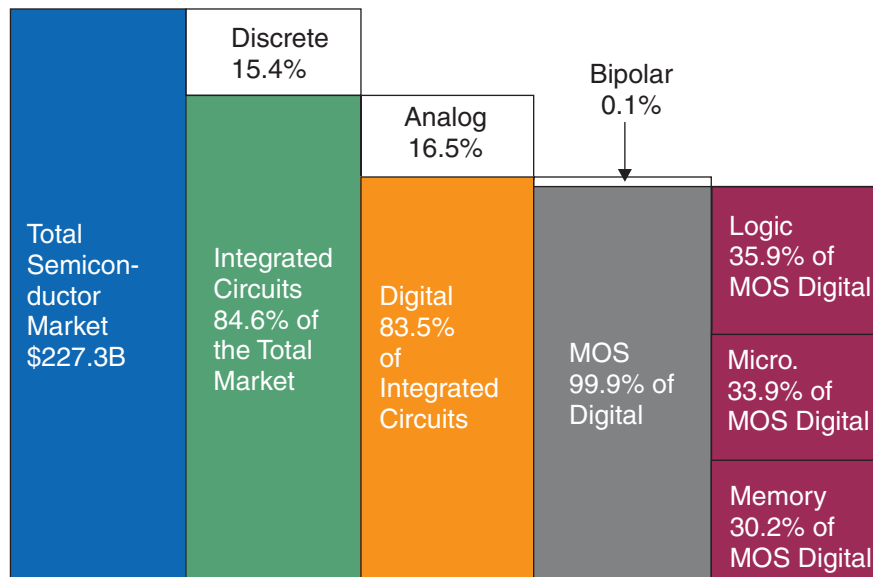 Total
Semicon-
ductor
Market
$227.3B
Discrete
15.4%
Integrated
Circuits
84.6% of
the Total
Market
Analog
16.5%
Digital
83.5%
of
Integrated
Circuits
Bipolar
0.1%
MOS
99.9% of
Digital
Logic
35.9% of
MOS Digital
Micro.
33.9% of
MOS Digital
Memory
30.2% of
MOS Digital